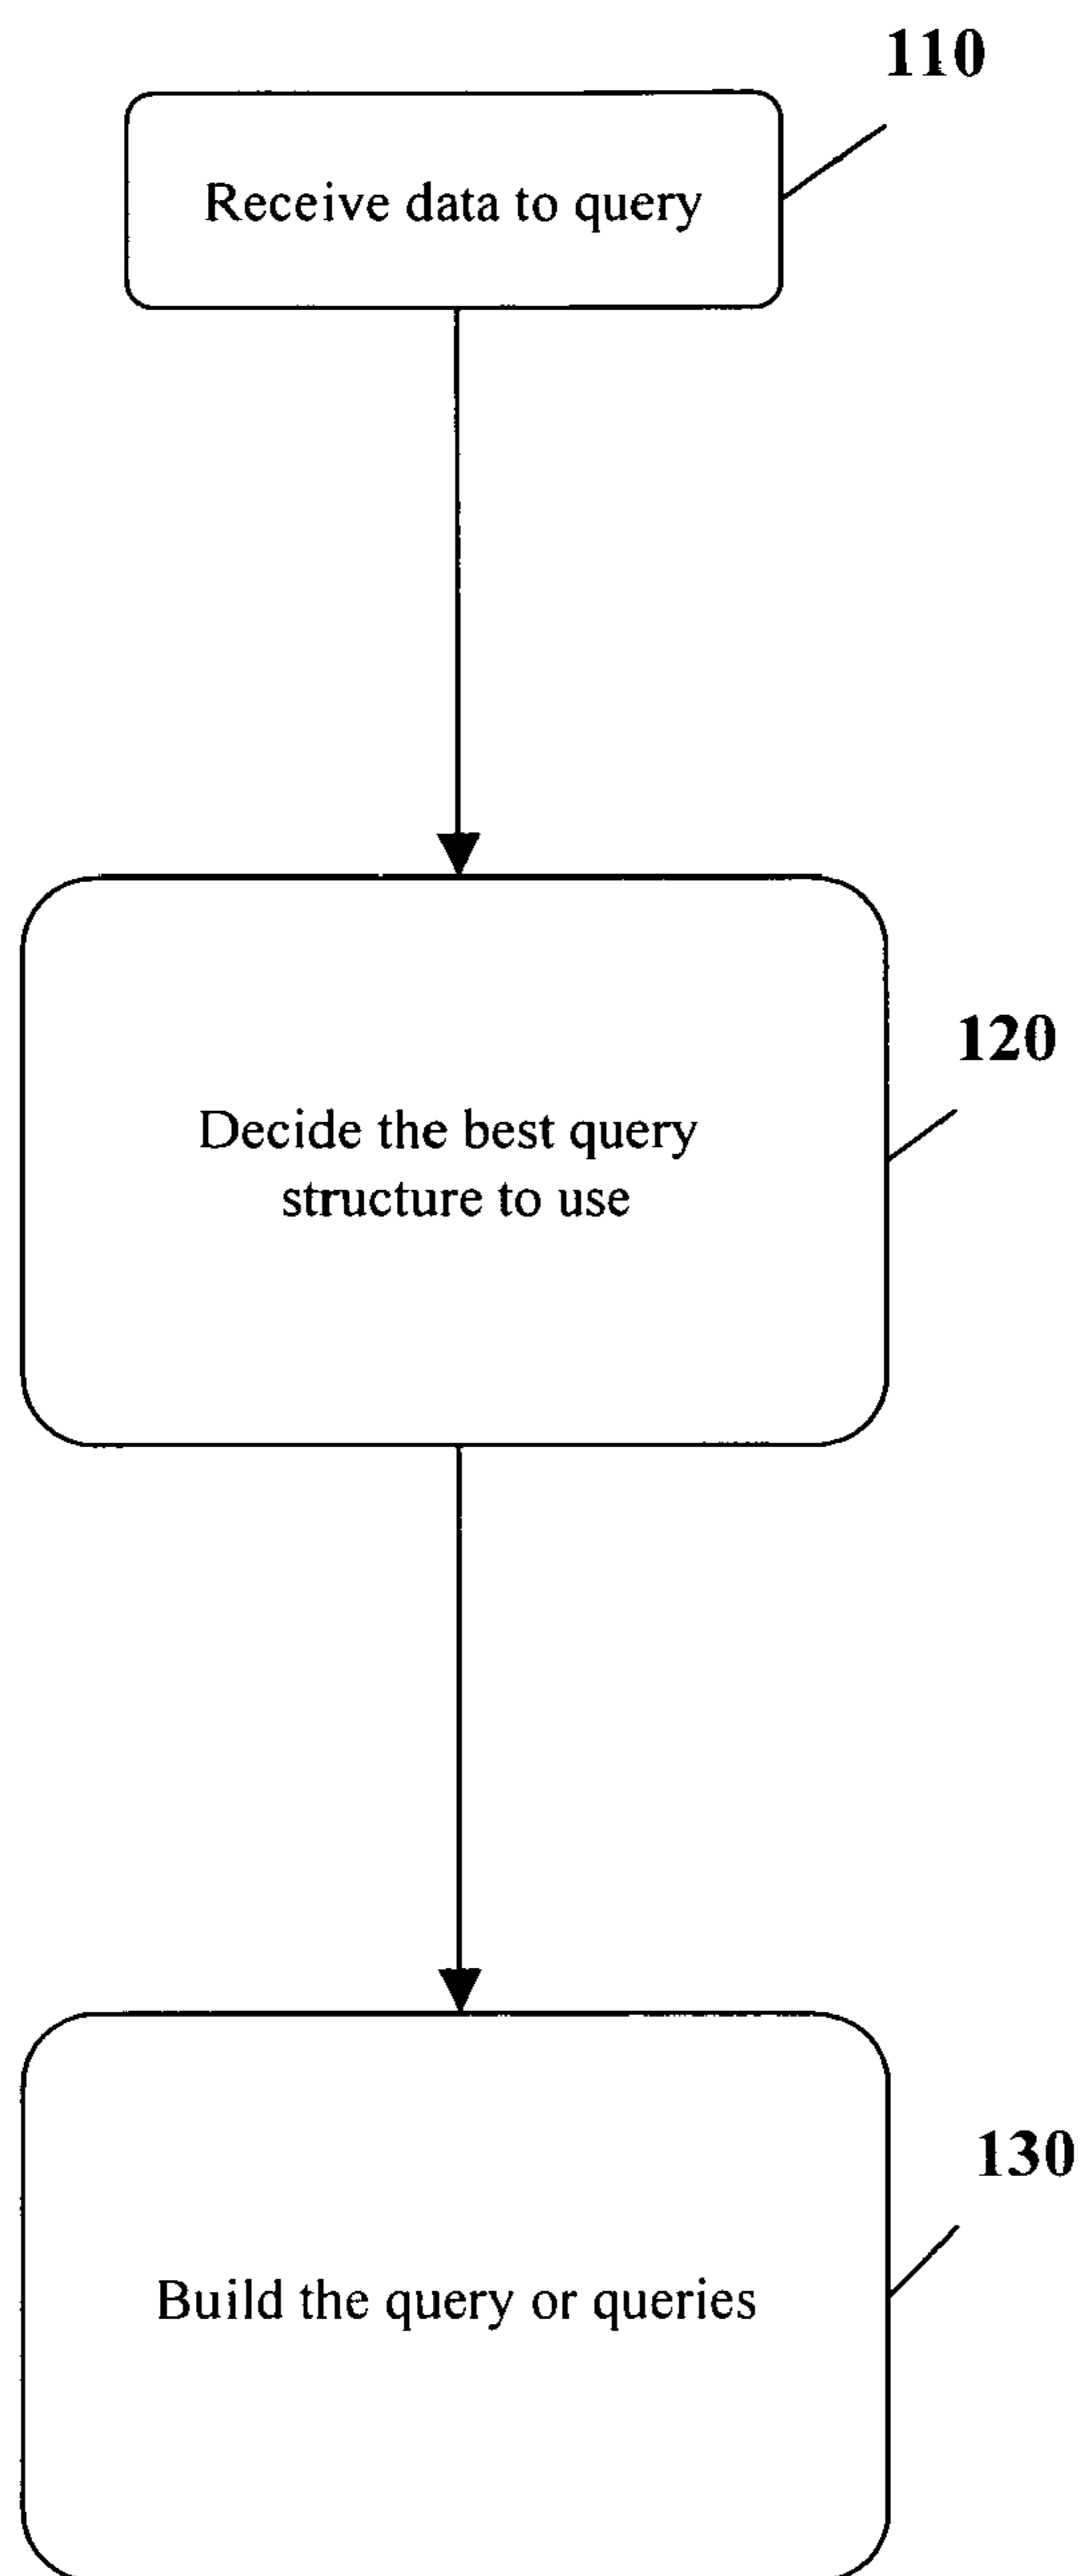 110
Receive data to query
120
Decide the best query
structure to use
130
Build the query or queries